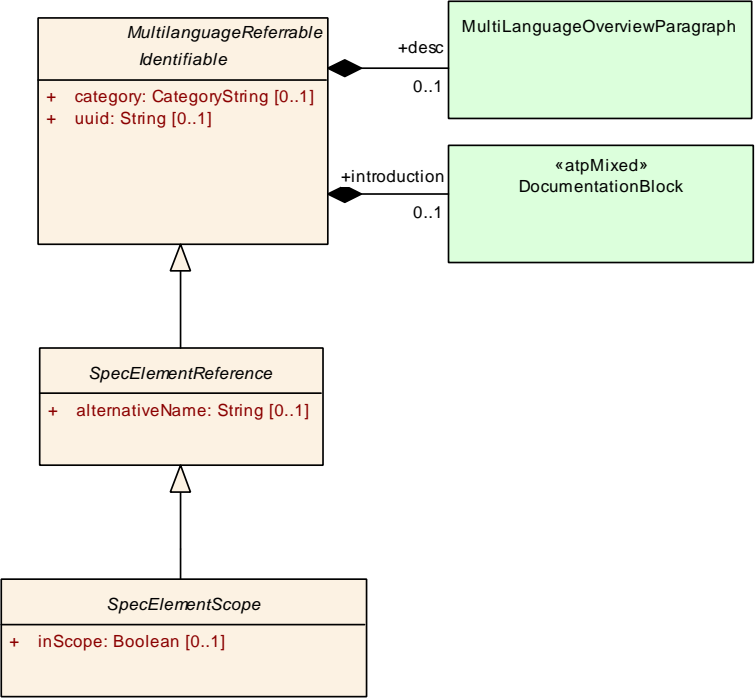 MultilanguageReferrable
Identifiable
+ category: CategoryString [0..1]
+ uuid: String [0..1]
+desc
0..1
MultiLanguageOverviewParagraph
+introduction
0..1
«atpMixed»
DocumentationBlock
SpecElementReference
+ alternativeName: String [0..1]
SpecElementScope
+ inScope: Boolean [0..1]